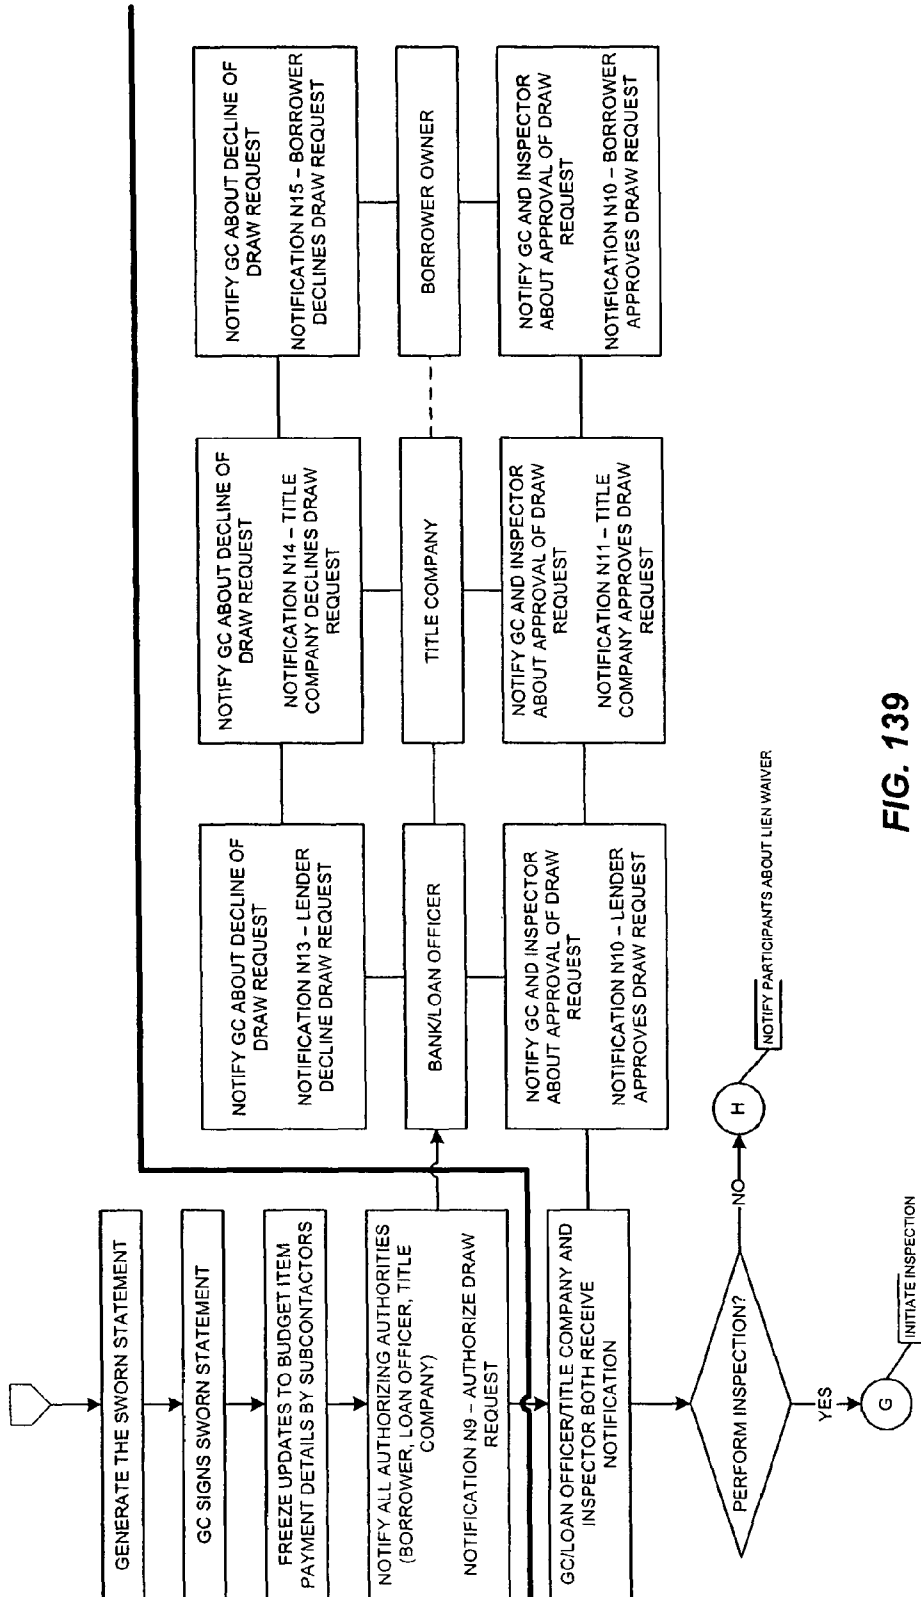 GENERATE THE SWORN STATEMENT
GC SIGNS SWORN STATEMENT
FREEZE UPDATES TO BUDGET ITEM
PAYMENT DETAILS BY SUBCONTACTORS
NOTIFY ALL AUTHORIZING AUTHORITIES
(BORROWER, LOAN OFFICER, TITLE
COMPANY)
NOTIFICATION N9 – AUTHORIZE DRAW
REQUEST
GC/LOAN OFFICER/TITLE COMPANY AND
INSPECTOR BOTH RECEIVE
NOTIFICATION
PERFORM INSPECTION?
YES
G
INITIATE INSPECTION
NO
H
NOTIFY PARTICIPANTS ABOUT LIEN WAIVER
NOTIFY GC ABOUT DECLINE OF
DRAW REQUEST
NOTIFICATION N13 – LENDER
DECLINE DRAW REQUEST
BANK/LOAN OFFICER
NOTIFY GC AND INSPECTOR
ABOUT APPROVAL OF DRAW
REQUEST
NOTIFICATION N10 – LENDER
APPROVES DRAW REQUEST
NOTIFY GC ABOUT DECLINE OF
DRAW REQUEST
NOTIFICATION N14 – TITLE
COMPANY DECLINES DRAW
REQUEST
TITLE COMPANY
NOTIFY GC AND INSPECTOR
ABOUT APPROVAL OF DRAW
REQUEST
NOTIFICATION N11 – TITLE
COMPANY APPROVES DRAW
REQUEST
NOTIFY GC ABOUT DECLINE OF
DRAW REQUEST
NOTIFICATION N15 – BORROWER
DECLINES DRAW REQUEST
BORROWER OWNER
NOTIFY GC AND INSPECTOR
ABOUT APPROVAL OF DRAW
REQUEST
NOTIFICATION N10 – BORROWER
APPROVES DRAW REQUEST
FIG. 139